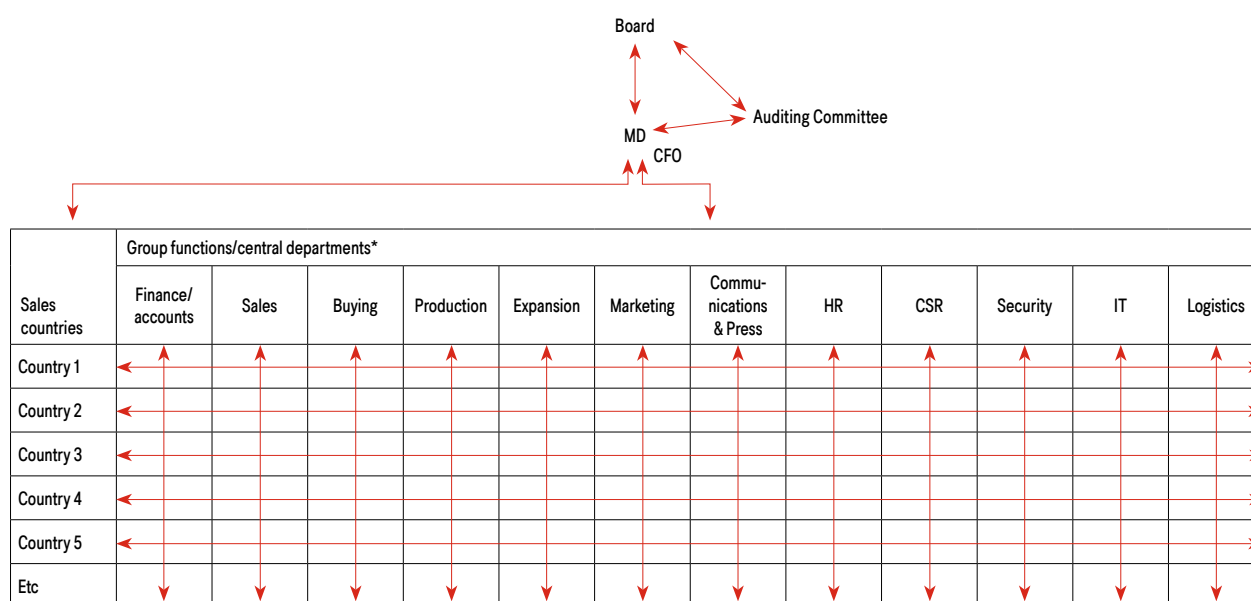 Board
Auditing Committee
MD
CFO
Group functions/central departments*
Sales
countries
Finance/
accounts
Sales
Buying
Production
Expansion
Marketing
Commu-
nications
& Press
HR
CSR
Security
IT
Logistics
Country 1
Country 2
Country 3
Country 4
Country 5
Etc